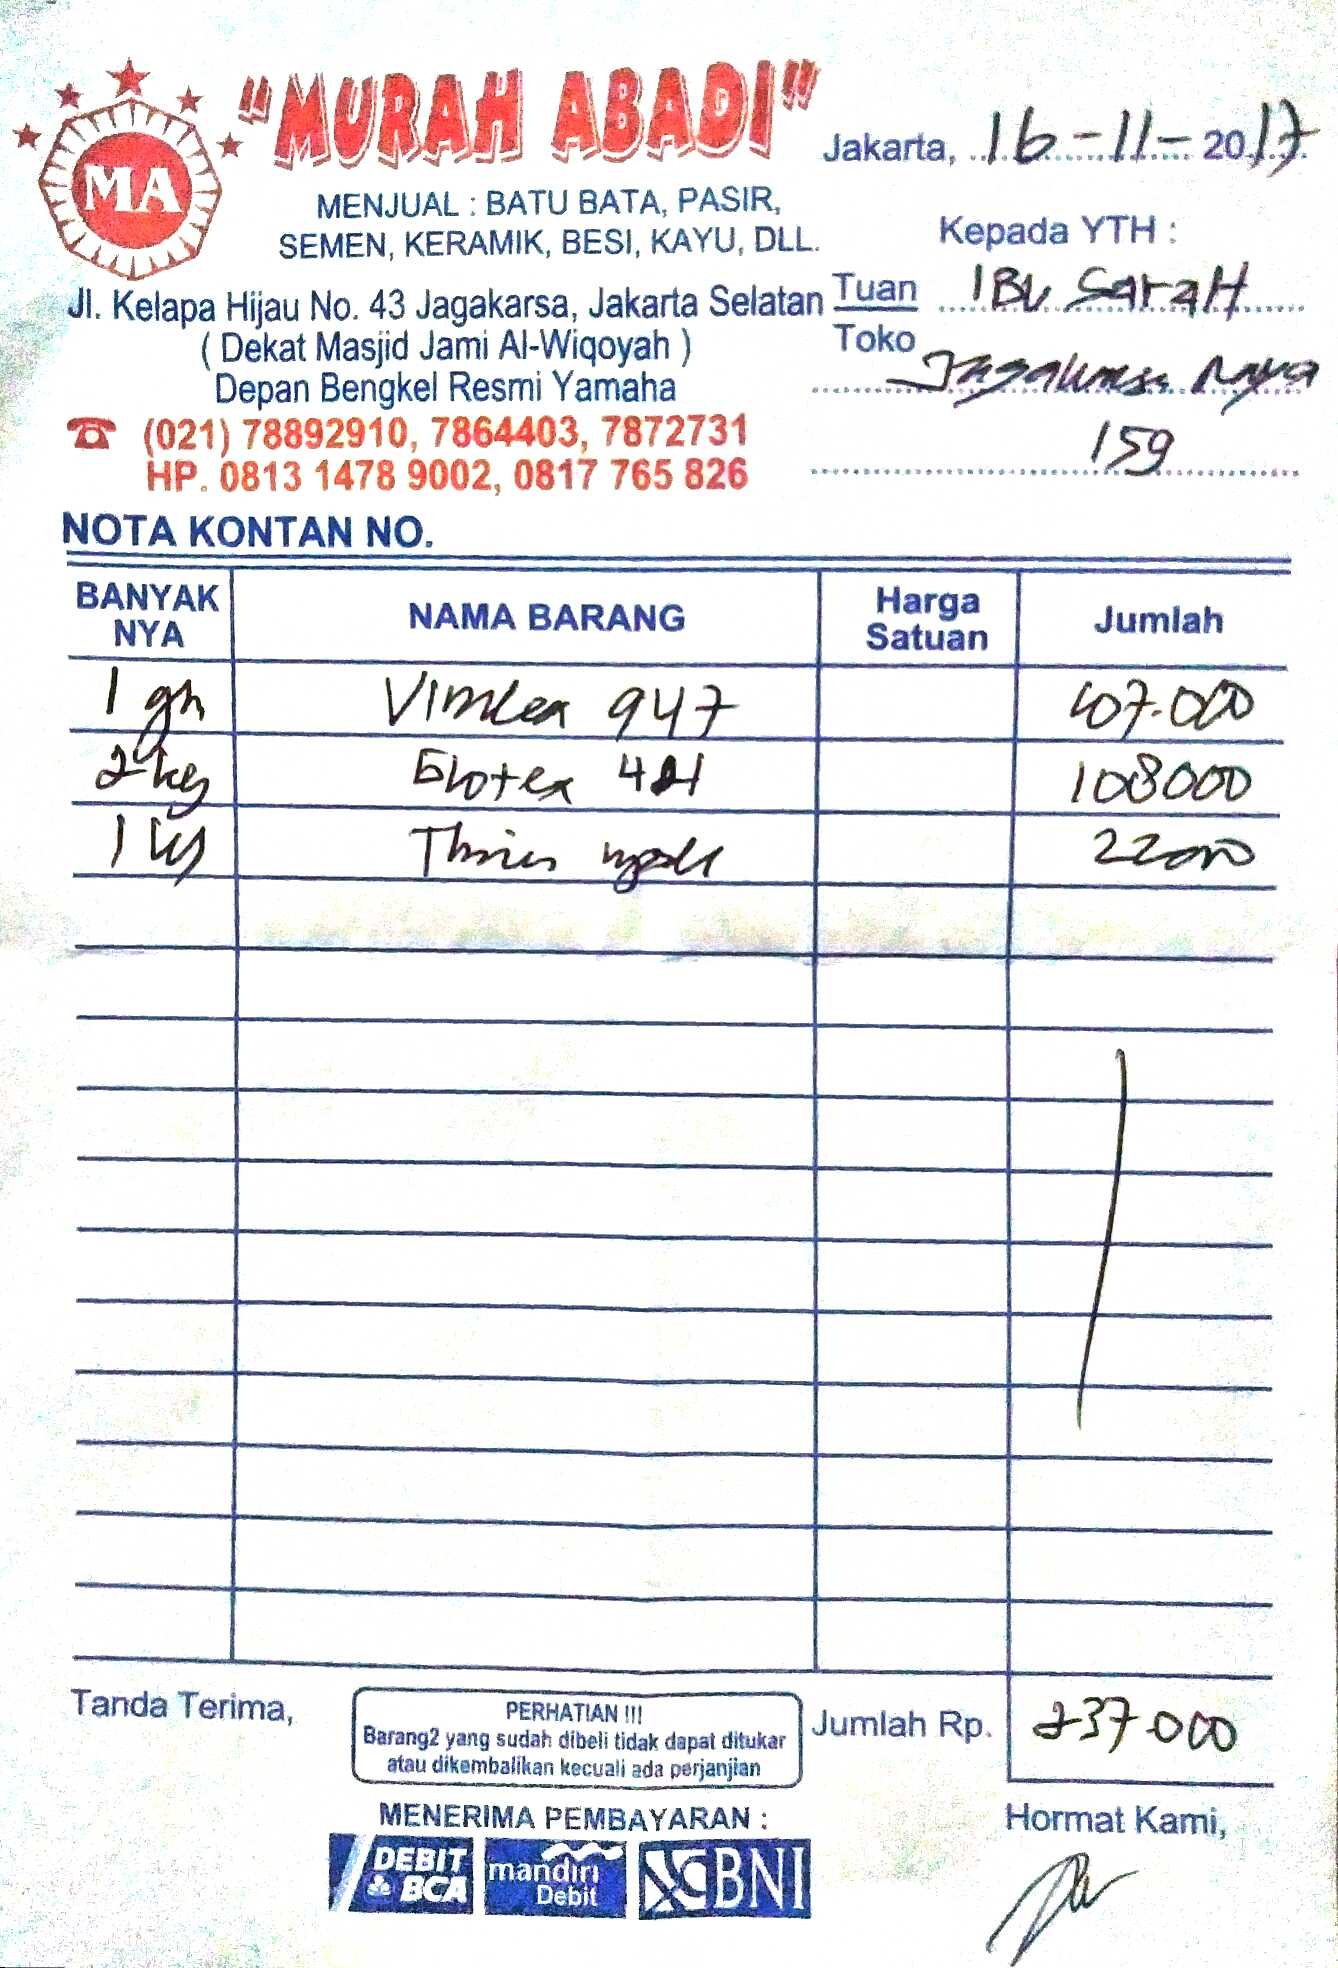 MA
"MURAH ABADI"
MENJUAL : BATU BATA, PASIR,
SEMEN, KERAMIK, BESI, KAYU, DLL.
Jl. Kelapa Hijau No. 43 Jagakarsa, Jakarta Selatan
( Dekat Masjid Jami Al-Wiqoyah )
Depan Bengkel Resmi Yamaha
(021) 78892910, 7864403, 7872731
HP. 0813 1478 9002, 0817 765 826
Jakarta, 16-11-2017
Kepada YTH :
Tuan IBU SaraH
Toko
Jagakarsa Raya
159
NOTA KONTAN NO.
BANYAK NYA NAMA BARANG Harga Satuan Jumlah
1 gln Vimlex 947 107.000
2 kg Glotex 108000
1 kg Thiner 22000
Tanda Terima,
PERHATIAN !!!
Barang2 yang sudah dibeli tidak dapat ditukar
atau dikembalikan kecuali ada perjanjian
Jumlah Rp. 237.000
MENERIMA PEMBAYARAN :
DEBIT BCA
mandiri Debit
BNI
Hormat Kami,